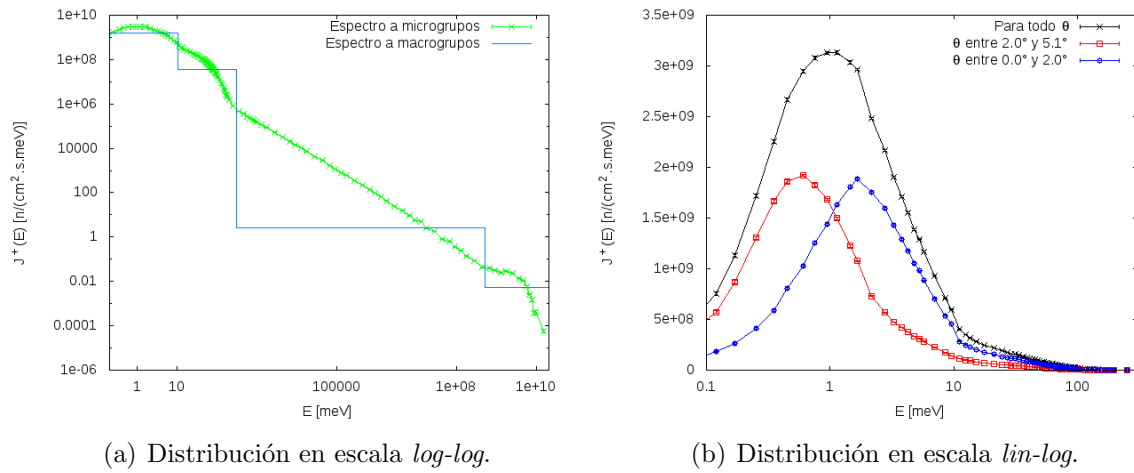 1e+10
1e+08
1e+06
10000
100
1
0.01
0.0001
1e-06
J⁺(E) [n/(cm².s.meV)]
Espectro a microgrupos
Espectro a macrogrupos
1 10 100000 1e+08 1e+10
E [meV]
(a) Distribución en escala log-log.
3.5e+09
3e+09
2.5e+09
2e+09
1.5e+09
1e+09
5e+08
0
J⁺(E) [n/(cm².s.meV)]
Para todo θ
θ entre 2.0° y 5.1°
θ entre 0.0° y 2.0°
0.1 1 10 100
E [meV]
(b) Distribución en escala lin-log.